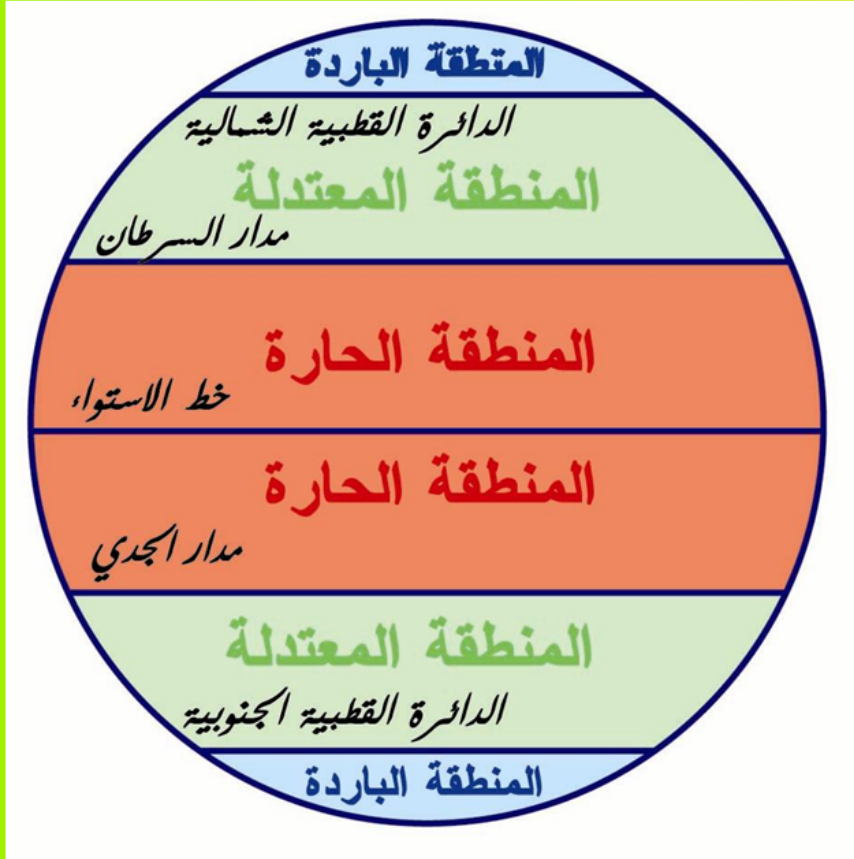 المتطقة الباردة
الدائرة القطبية الشمالية
المنطقة المعتدلة
مدار السرطان
المنطقة الحارة
خط الاستواء
المنطقة الحارة
مدار الجدي
المنطقة المعتدلة
الدائرة القطبية الجنوبية
المنطقة الباردة